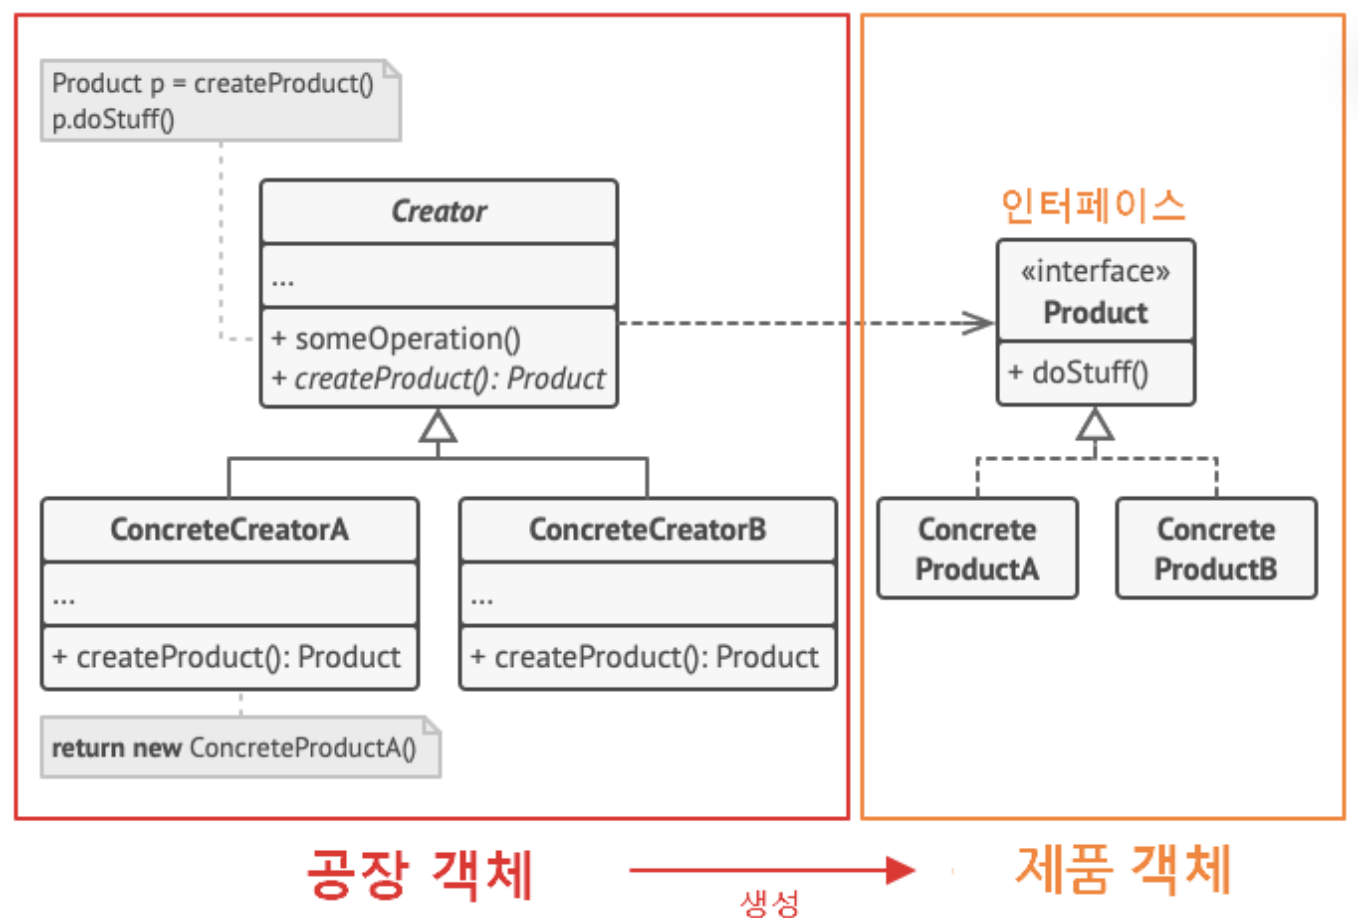 Product p = createProduct()
p.doStuff()
Creator
...
+ someOperation()
+ createProduct(): Product
ConcreteCreatorA
...
+ createProduct(): Product
return new ConcreteProductA()
ConcreteCreatorB
...
+ createProduct(): Product
인터페이스
«interface»
Product
+ doStuff()
Concrete
ProductA
Concrete
ProductB
공장 객체
생성
제품 객체